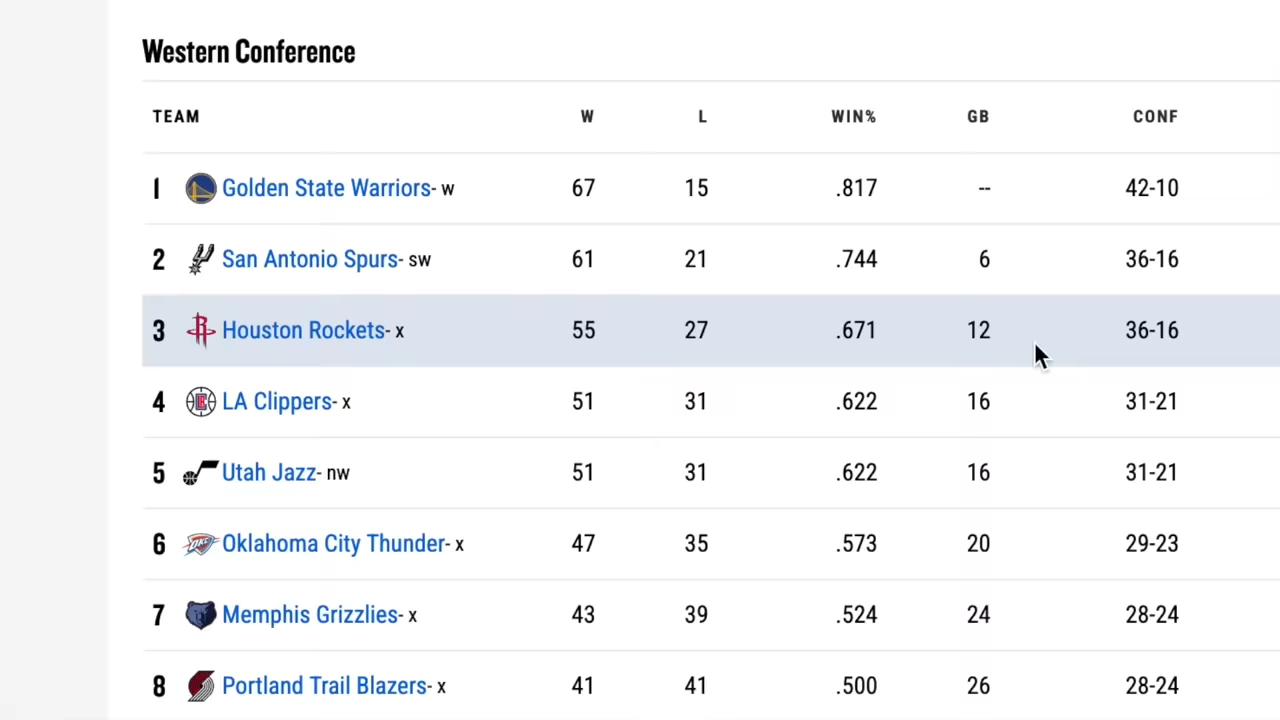 Western Conference
TEAM W L WIN% GB CONF
1 Golden State Warriors- w 67 15 .817 -- 42-10
2 San Antonio Spurs- sw 61 21 .744 6 36-16
3 Houston Rockets- x 55 27 .671 12 36-16
4 LA Clippers- x 51 31 .622 16 31-21
5 Utah Jazz- nw 51 31 .622 16 31-21
6 Oklahoma City Thunder- x 47 35 .573 20 29-23
7 Memphis Grizzlies- x 43 39 .524 24 28-24
8 Portland Trail Blazers- x 41 41 .500 26 28-24